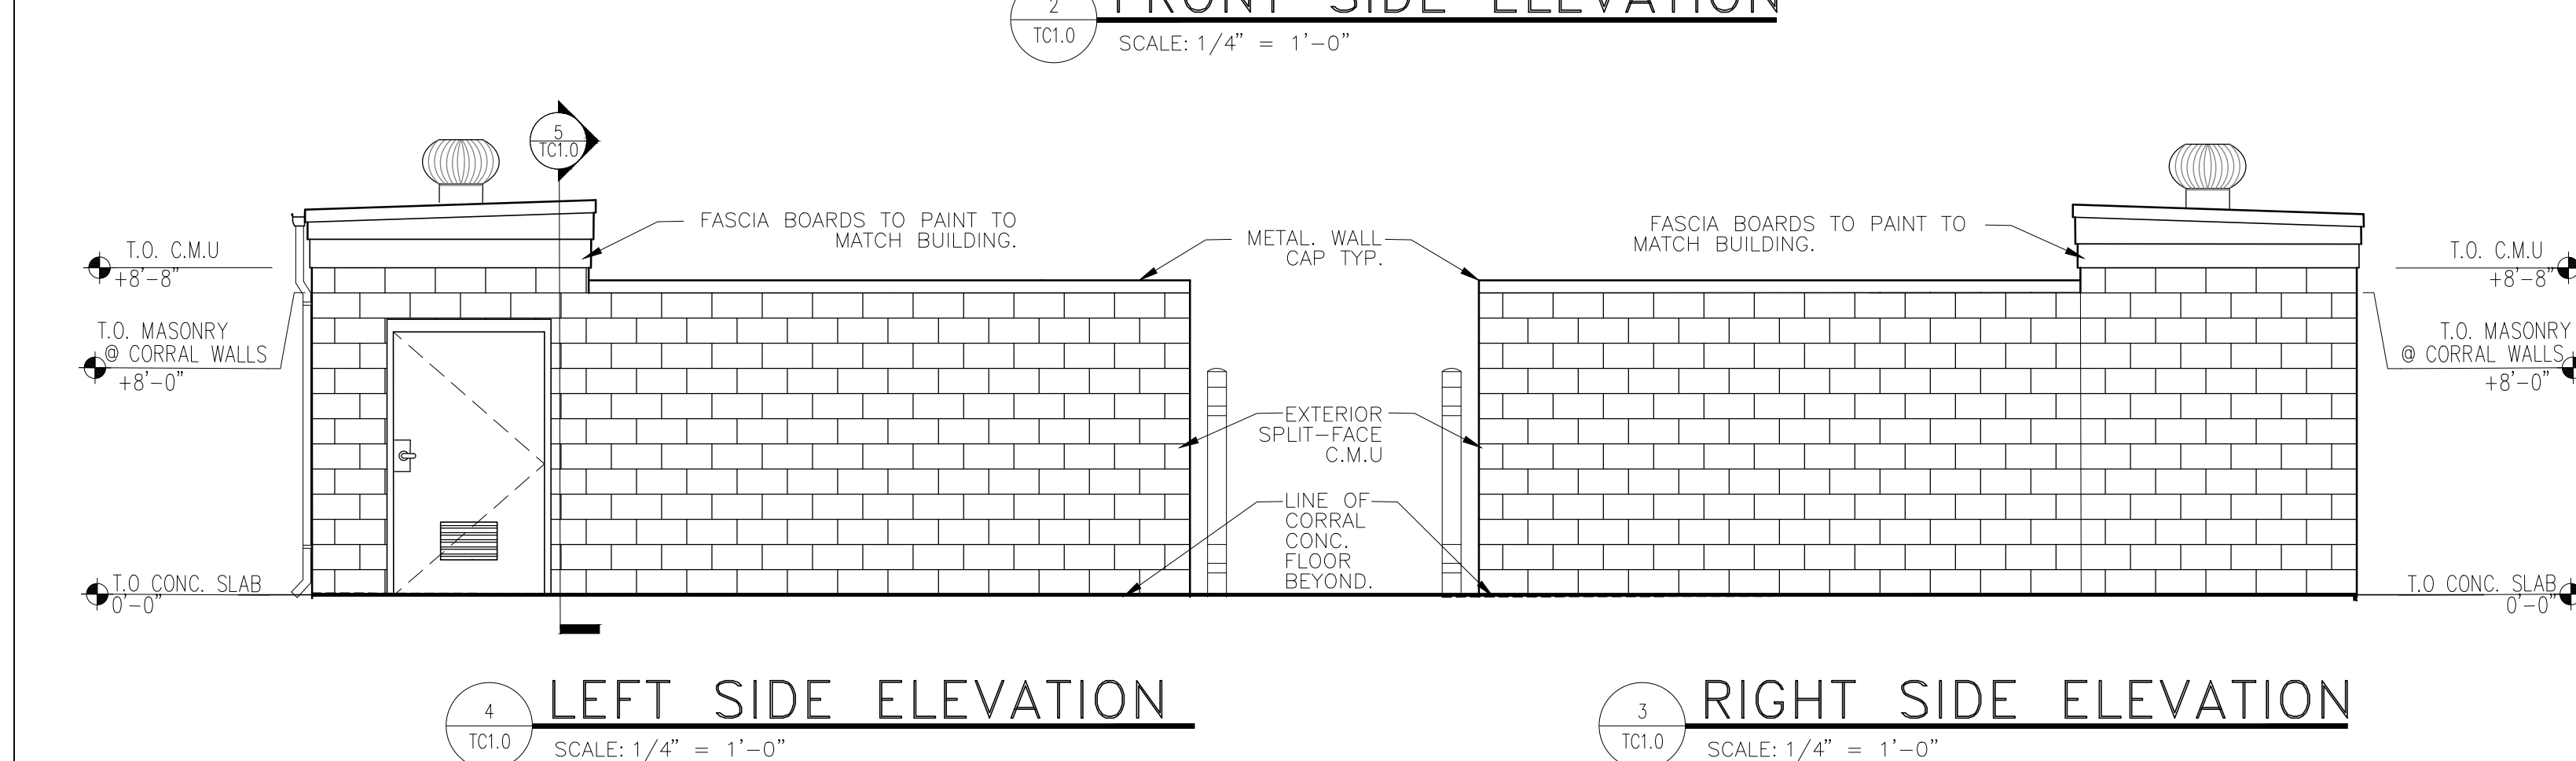 2
TC1.0
FRONT SIDE ELEVATION
SCALE: 1/4" = 1'-0"
5
TC1.0
T.O. C.M.U
+8'-8"
T.O. MASONRY
@ CORRAL WALLS
+8'-0"
T.O CONC. SLAB
0'-0"
FASCIA BOARDS TO PAINT TO
MATCH BUILDING.
METAL. WALL
CAP TYP.
EXTERIOR
SPLIT-FACE
C.M.U
LINE OF
CORRAL
CONC.
FLOOR
BEYOND.
FASCIA BOARDS TO PAINT TO
MATCH BUILDING.
T.O. C.M.U
+8'-8"
T.O. MASONRY
@ CORRAL WALLS
+8'-0"
T.O CONC. SLAB
0'-0"
4
TC1.0
LEFT SIDE ELEVATION
SCALE: 1/4" = 1'-0"
3
TC1.0
RIGHT SIDE ELEVATION
SCALE: 1/4" = 1'-0"